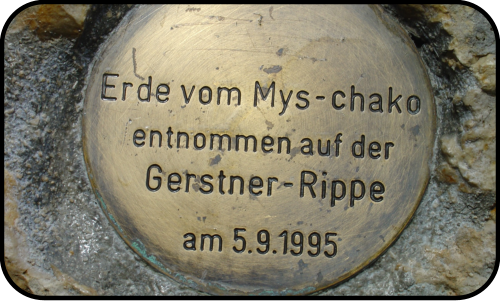 Erde vom Mys-chako
entnommen auf der
Gerstner-Rippe
am 5.9.1995